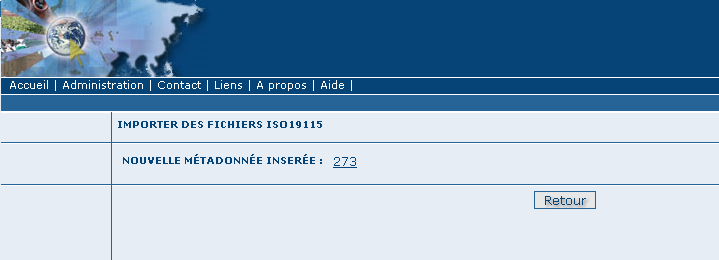 Accueil | Administration | Contact | Liens | A propos | Aide |
IMPORTER DES FICHIERS ISO19115
NOUVELLE MÉTADONNÉE INSERÉE : 273
Retour